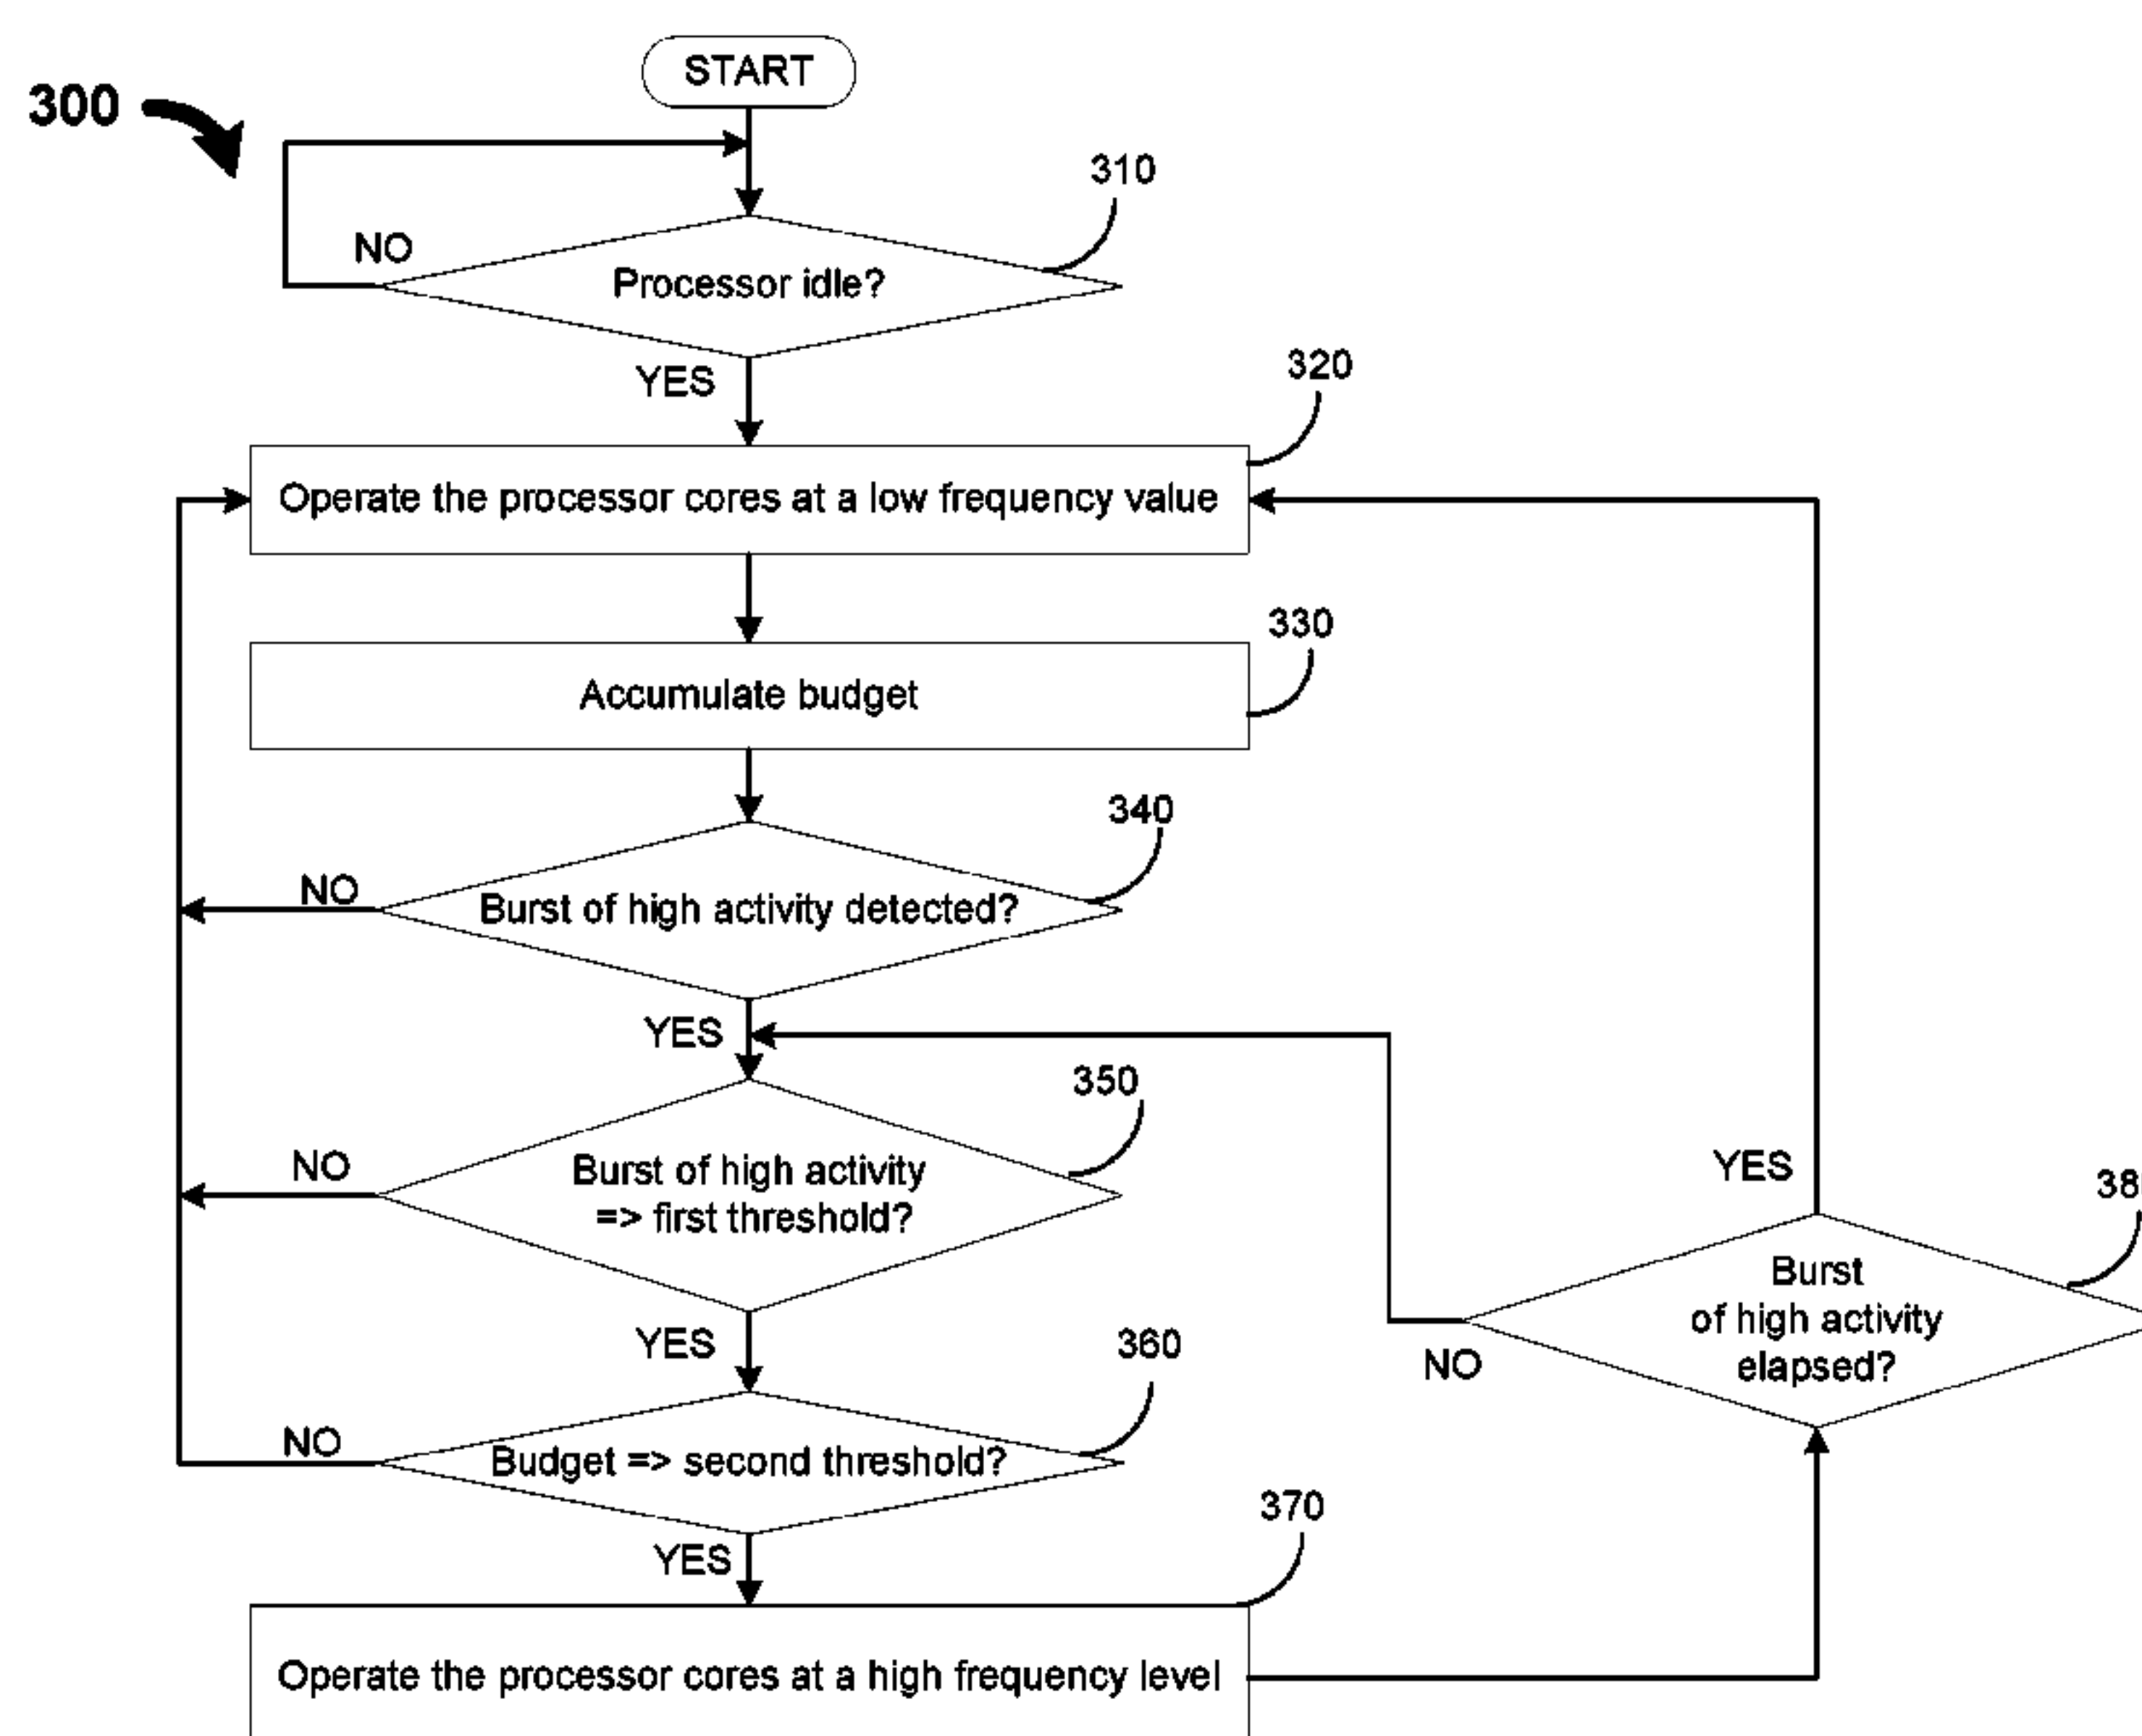 START
300
310
NO
Processor idle?
YES
320
Operate the processor cores at a low frequency value
330
Accumulate budget
340
NO
Burst of high activity detected?
YES
350
NO
Burst of high activity
=> first threshold?
YES
38
Burst
of high activity
elapsed?
NO
YES
360
NO
Budget => second threshold?
370
YES
Operate the processor cores at a high frequency level